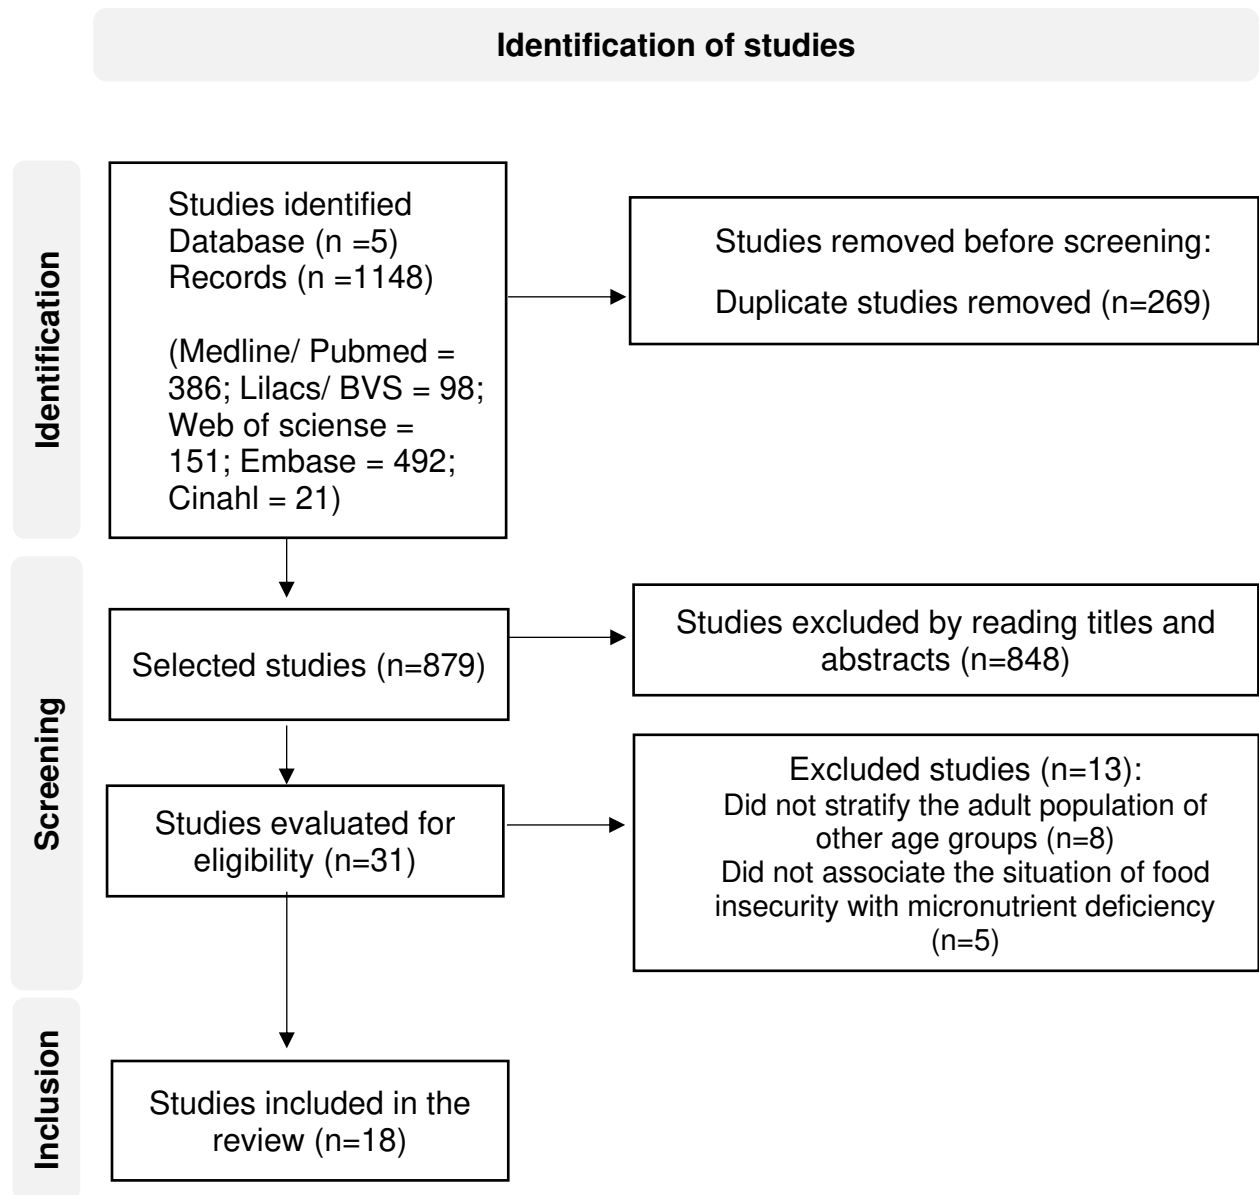 Identification of studies
Identification
Studies identified
Database (n =5)
Records (n =1148)
(Medline/ Pubmed =
386; Lilacs/ BVS = 98;
Web of sciense =
151; Embase = 492;
Cinahl = 21)
Studies removed before screening:
Duplicate studies removed (n=269)
Screening
Selected studies (n=879)
Studies excluded by reading titles and
abstracts (n=848)
Studies evaluated for
eligibility (n=31)
Excluded studies (n=13):
Did not stratify the adult population of
other age groups (n=8)
Did not associate the situation of food
insecurity with micronutrient deficiency
(n=5)
Inclusion
Studies included in the
review (n=18)